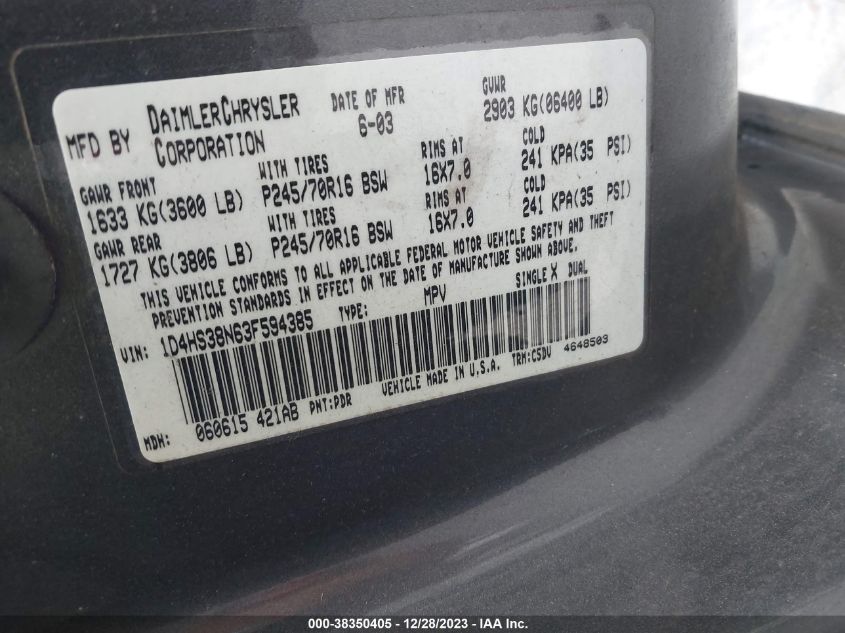 MFD BY DAIMLERCHRYSLER CORPORATION
DATE OF MFR 6-03
GVWR 2903 KG(06400 LB)
GAWR FRONT WITH TIRES RIMS AT COLD
1633 KG(3600 LB) P245/70R16 BSW 16X7.0 241 KPA(35 PSI)
GAWR REAR WITH TIRES RIMS AT COLD
1727 KG(3806 LB) P245/70R16 BSW 16X7.0 241 KPA(35 PSI)
THIS VEHICLE CONFORMS TO ALL APPLICABLE FEDERAL MOTOR VEHICLE SAFETY AND THEFT
PREVENTION STANDARDS IN EFFECT ON THE DATE OF MANUFACTURE SHOWN ABOVE.
VIN: 1D4HS38N63F594385 TYPE: MPV SINGLE X DUAL
MDH: 060615 421AB PNT:PDR VEHICLE MADE IN U.S.A. TRM:C5DV 4648503
000-38350405 - 12/28/2023 - IAA Inc.